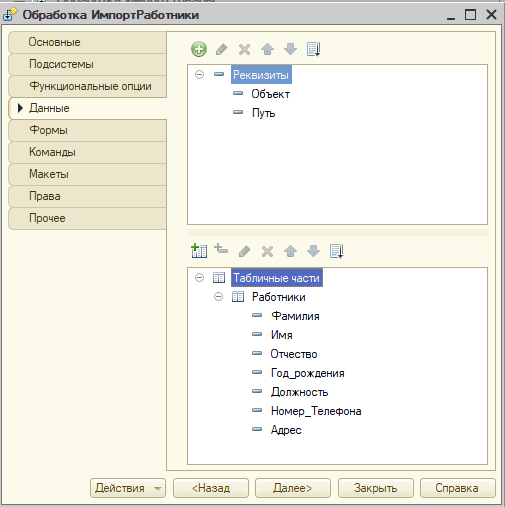 Обработка ИмпортРаботники
Основные
Подсистемы
Функциональные опции
Данные
Формы
Команды
Макеты
Права
Прочее
Реквизиты
Объект
Путь
Табличные части
Работники
Фамилия
Имя
Отчество
Год_рождения
Должность
Номер_Телефона
Адрес
Действия
<Назад
Далее>
Закрыть
Справка